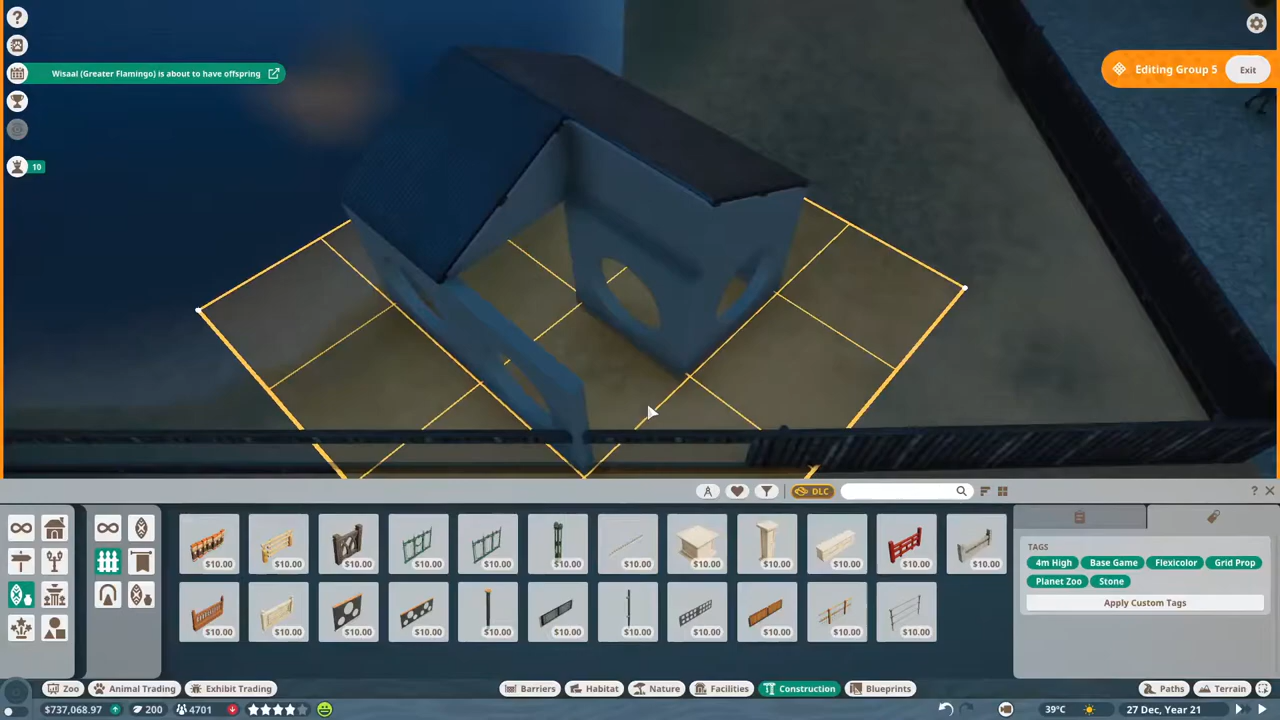 ?
Wisaal (Greater Flamingo) is about to have offspring
Editing Group 5
Exit
10
DLC
?
$10.00 $10.00 $10.00 $10.00 $10.00 $10.00 $10.00 $10.00 $10.00 $10.00 $10.00 $10.00
$10.00 $10.00 $10.00 $10.00 $10.00 $10.00 $10.00 $10.00 $10.00 $10.00 $10.00
TAGS
4m High Base Game Flexicolor Grid Prop
Planet Zoo Stone
Apply Custom Tags
Zoo Animal Trading Exhibit Trading Barriers Habitat Nature Facilities Construction Blueprints Paths Terrain
$737,068.97 200 4701 39°C 27 Dec, Year 21